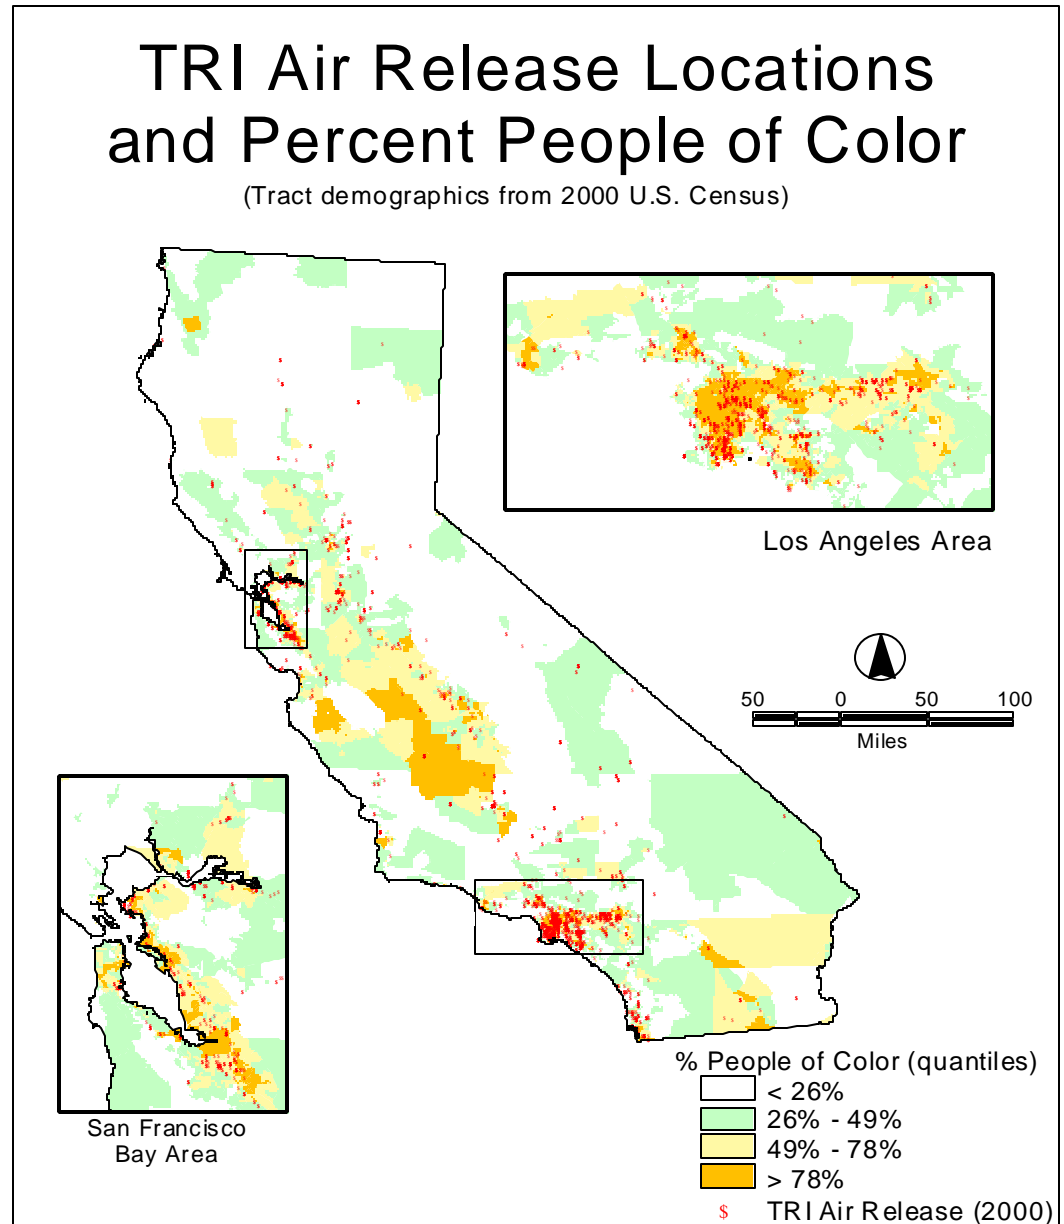 TRI Air Release Locations
and Percent People of Color
(Tract demographics from 2000 U.S. Census)
Los Angeles Area
50 0 50 100
Miles
San Francisco
Bay Area
% People of Color (quantiles)
< 26%
26% - 49%
49% - 78%
> 78%
$ TRI Air Release (2000)